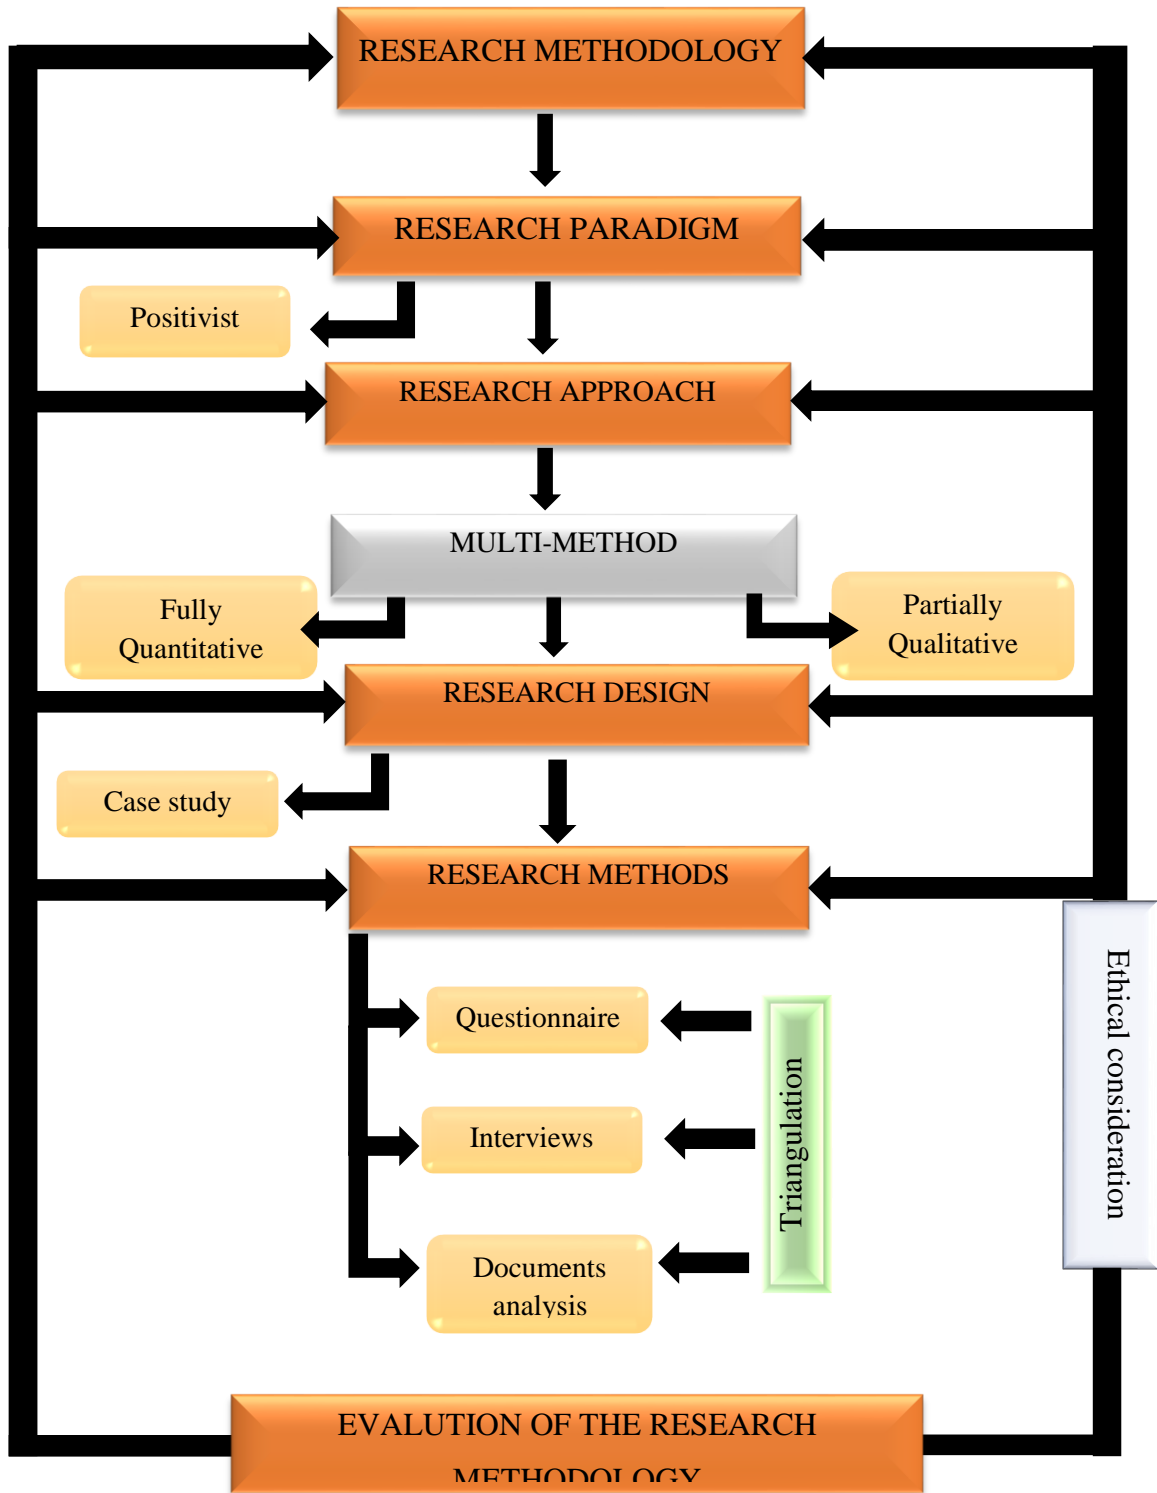 RESEARCH METHODOLOGY
RESEARCH PARADIGM
Positivist
RESEARCH APPROACH
MULTI-METHOD
Fully
Quantitative
Partially
Qualitative
RESEARCH DESIGN
Case study
RESEARCH METHODS
Questionnaire
Interviews
Documents
analysis
Triangulation
Ethical consideration
EVALUTION OF THE RESEARCH
METHODOLOGY